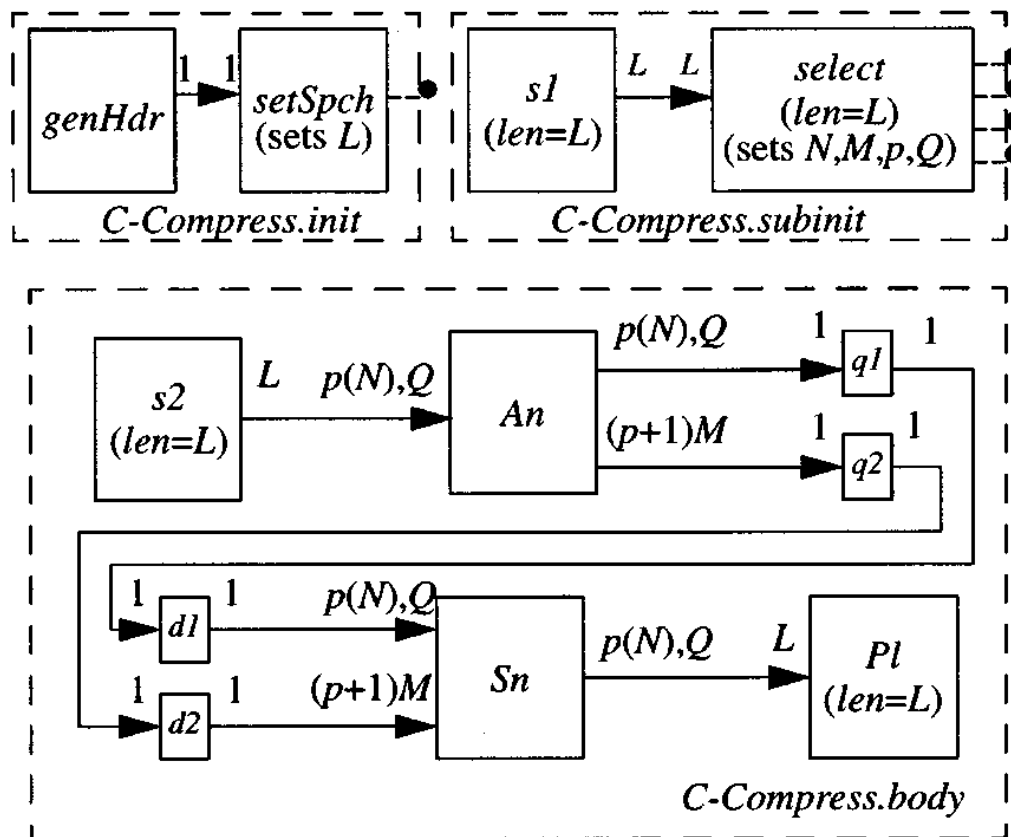 genHdr
1 1
setSpch
(sets L)
C-Compress.init
s1
(len=L)
L L
select
(len=L)
(sets N,M,p,Q)
C-Compress.subinit
s2
(len=L)
L
p(N),Q
An
p(N),Q
1
q1
1
(p+1)M
1
q2
1
1
d1
1
p(N),Q
1
d2
1
(p+1)M
Sn
p(N),Q
L
Pl
(len=L)
C-Compress.body